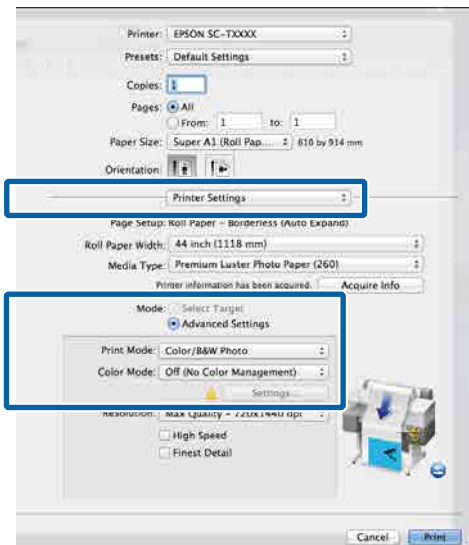 Printer: EPSON SC-TXXXX
Presets: Default Settings
Copies: 1
Pages: All
From: 1 to: 1
Paper Size: Super A1 (Roll Pap... 610 by 914 mm
Orientation:
Printer Settings
Page Setup: Roll Paper - Borderless (Auto Expand)
Roll Paper Width: 44 inch (1118 mm)
Media Type: Premium Luster Photo Paper (260)
Printer information has been acquired. Acquire Info
Mode: Select Target
Advanced Settings
Print Mode: Color/B&W Photo
Color Mode: Off (No Color Management)
Settings...
Resolution: Max Quality - 720x1440 dpi
High Speed
Finest Detail
Cancel Print